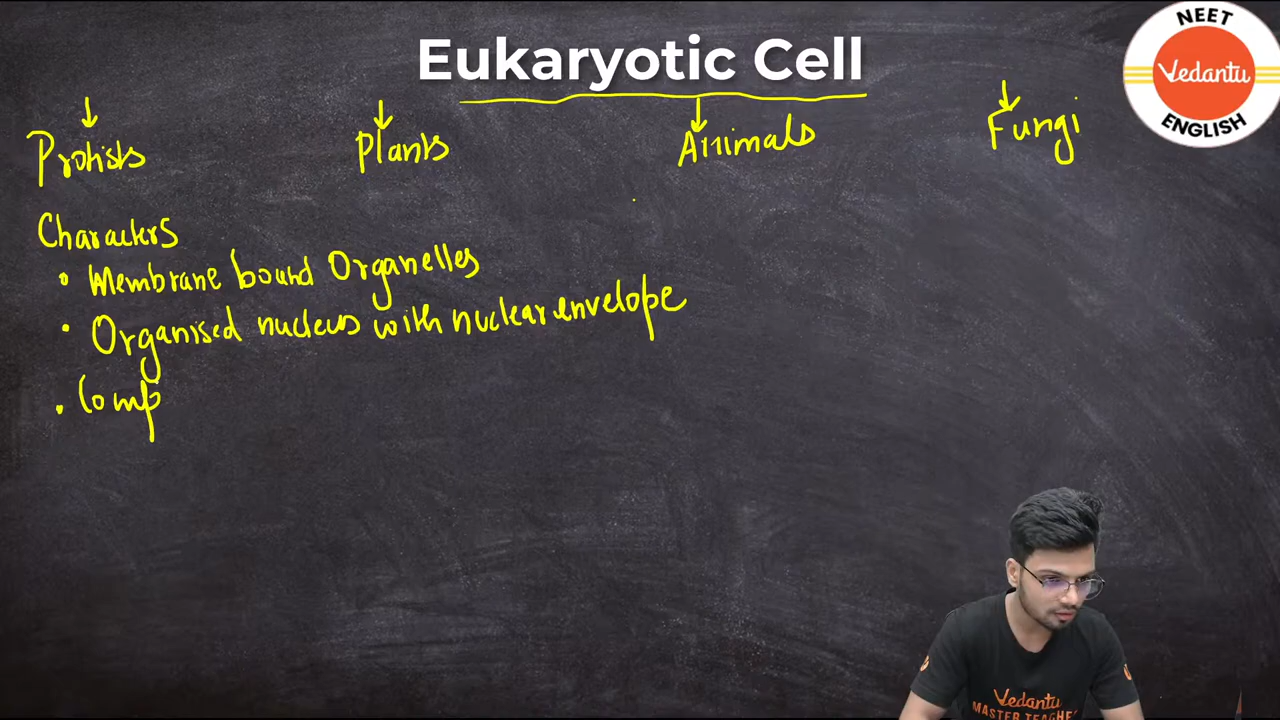 Eukaryotic Cell
NEET
Vedantu
ENGLISH
Protists Plants Animals Fungi
Characters
• Membrane bound Organelles
• Organised nucleus with nuclear envelope
• Comp
Vedantu
MASTER TEACHER